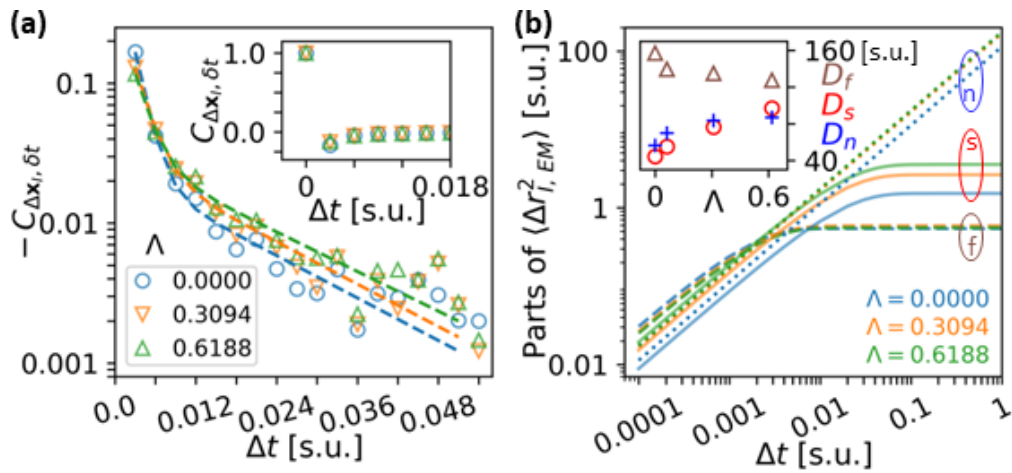 (a)
− C_{Δx_I, δt}
0.1
0.01
0.001
0.0
0.012
0.024
0.036
0.048
Δt [s.u.]
Λ
0.0000
0.3094
0.6188
C_{Δx_I, δt}
1.0
0.0
0
0.018
Δt [s.u.]
(b)
Parts of ⟨Δr²_{I, EM}⟩ [s.u.]
100
1
0.01
0.0001
0.001
0.01
0.1
1
Δt [s.u.]
160 [s.u.]
D_f
D_s
D_n
40
0
Λ
0.6
n
s
f
Λ = 0.0000
Λ = 0.3094
Λ = 0.6188